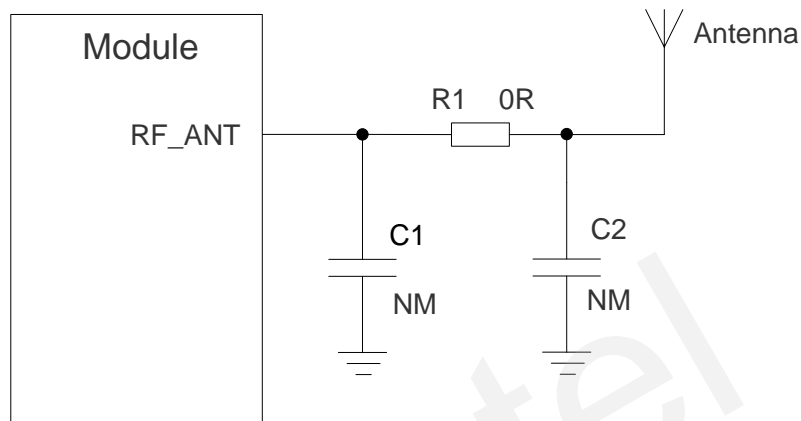 Module
Antenna
R1 0R
RF_ANT
C1
C2
NM
NM